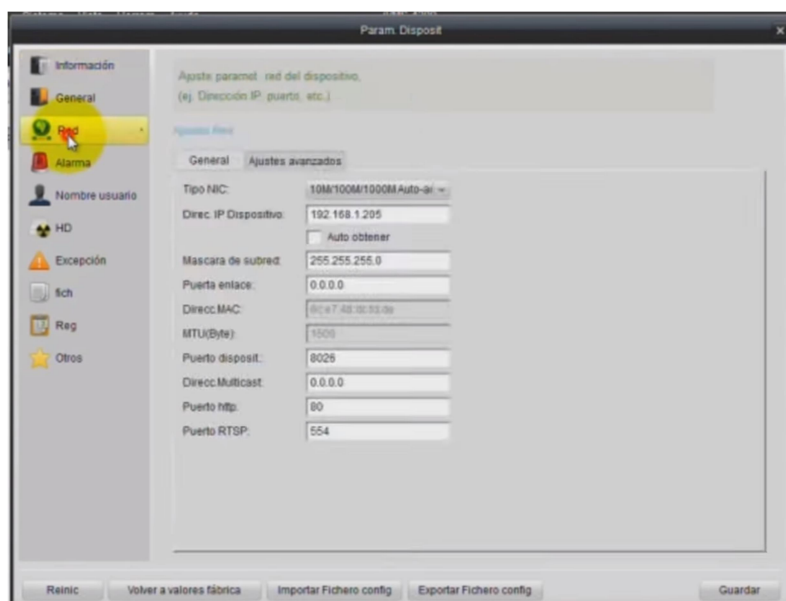 Param. Disposit
Información
General
Red
Alarma
Nombre usuario
HD
Excepción
fich
Reg
Otros
Ajuste paramet. red del dispositivo.
(ej. Dirección IP, puerto, etc.)
Ajustes Red
General Ajustes avanzados
Tipo NIC: 10M/100M/1000M Auto-a
Direc. IP Dispositivo: 192.168.1.205
Auto obtener
Mascara de subred: 255.255.255.0
Puerta enlace: 0.0.0.0
Direcc.MAC:
MTU(Byte): 1500
Puerto disposit.: 8026
Direcc.Multicast: 0.0.0.0
Puerto http: 80
Puerto RTSP: 554
Reinic Volver a valores fábrica Importar Fichero config Exportar Fichero config Guardar